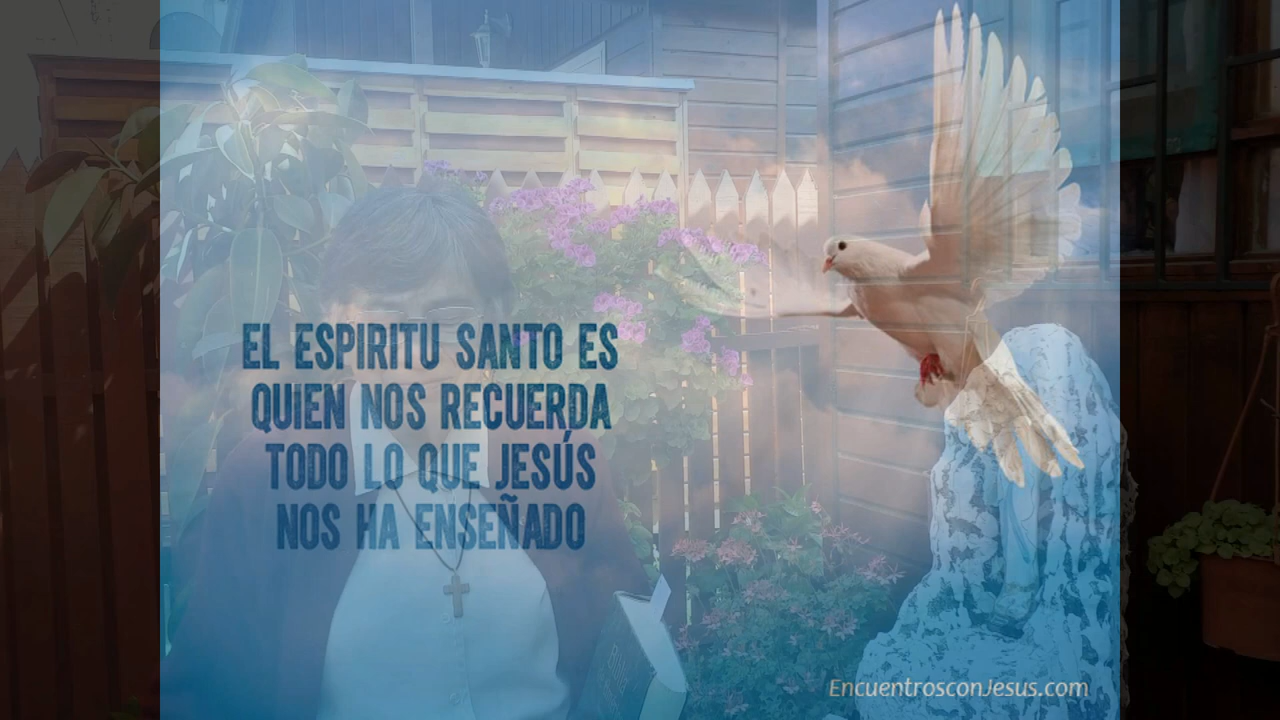 EL ESPIRITU SANTO ES
QUIEN NOS RECUERDA
TODO LO QUE JESÚS
NOS HA ENSEÑADO
EncuentrosconJesus.com